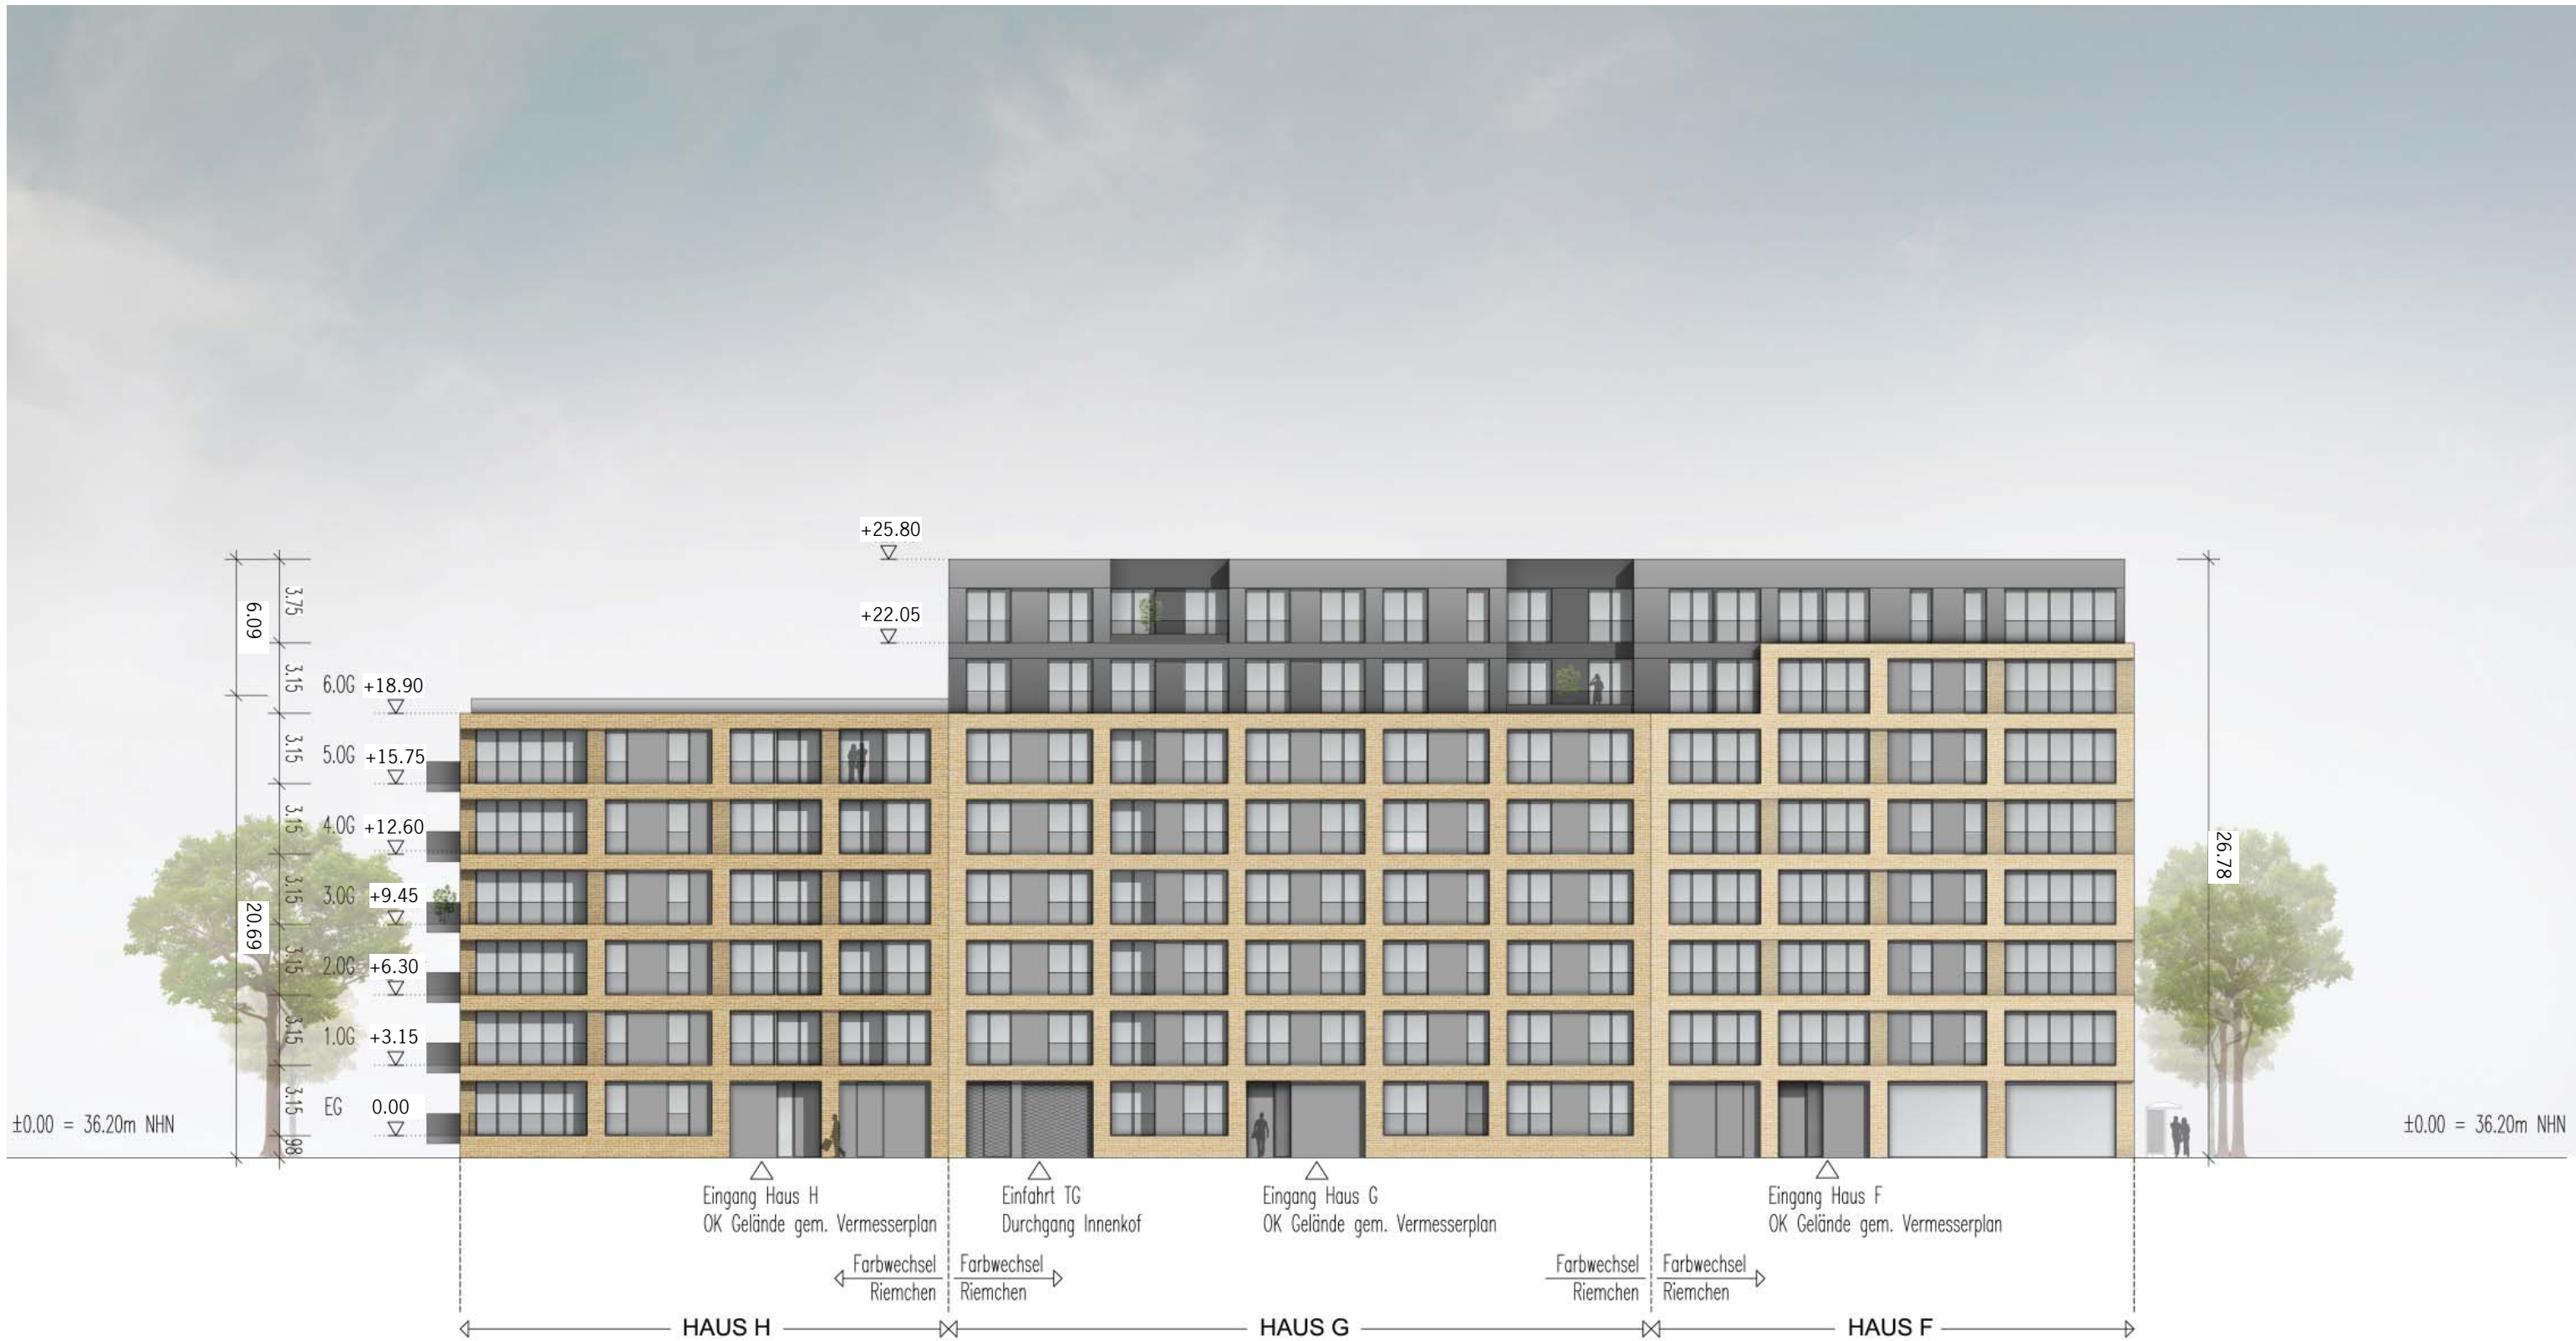 +25.80
+22.05
3.75
6.09
3.15
6.OG +18.90
3.15
5.OG +15.75
3.15
4.OG +12.60
3.15
3.OG +9.45
20.69
3.15
2.OG +6.30
3.15
1.OG +3.15
3.15
EG 0.00
98
26.78
±0.00 = 36.20m NHN
±0.00 = 36.20m NHN
Eingang Haus H
OK Gelände gem. Vermesserplan
Einfahrt TG
Durchgang Innenkof
Eingang Haus G
OK Gelände gem. Vermesserplan
Eingang Haus F
OK Gelände gem. Vermesserplan
Farbwechsel
Riemchen
Farbwechsel
Riemchen
Farbwechsel
Riemchen
Farbwechsel
Riemchen
HAUS H
HAUS G
HAUS F